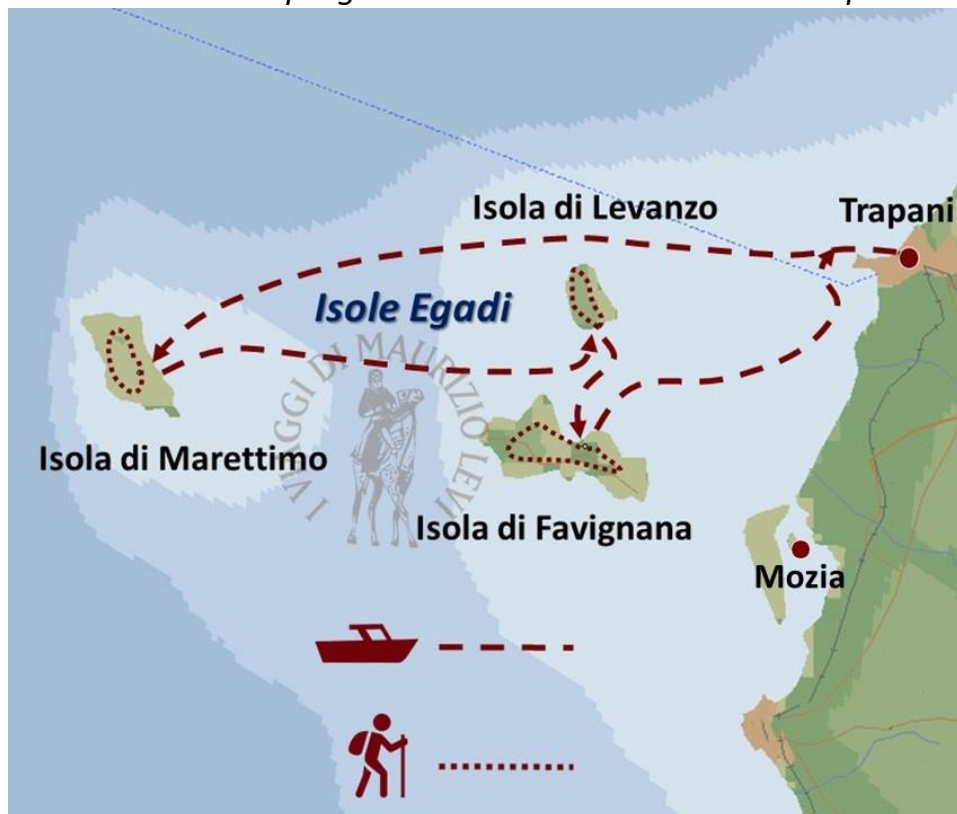 Isola di Levanzo
Trapani
Isole Egadi
I VIAGGI DI MAURIZIO LEVI
Isola di Marettimo
Isola di Favignana
Mozia